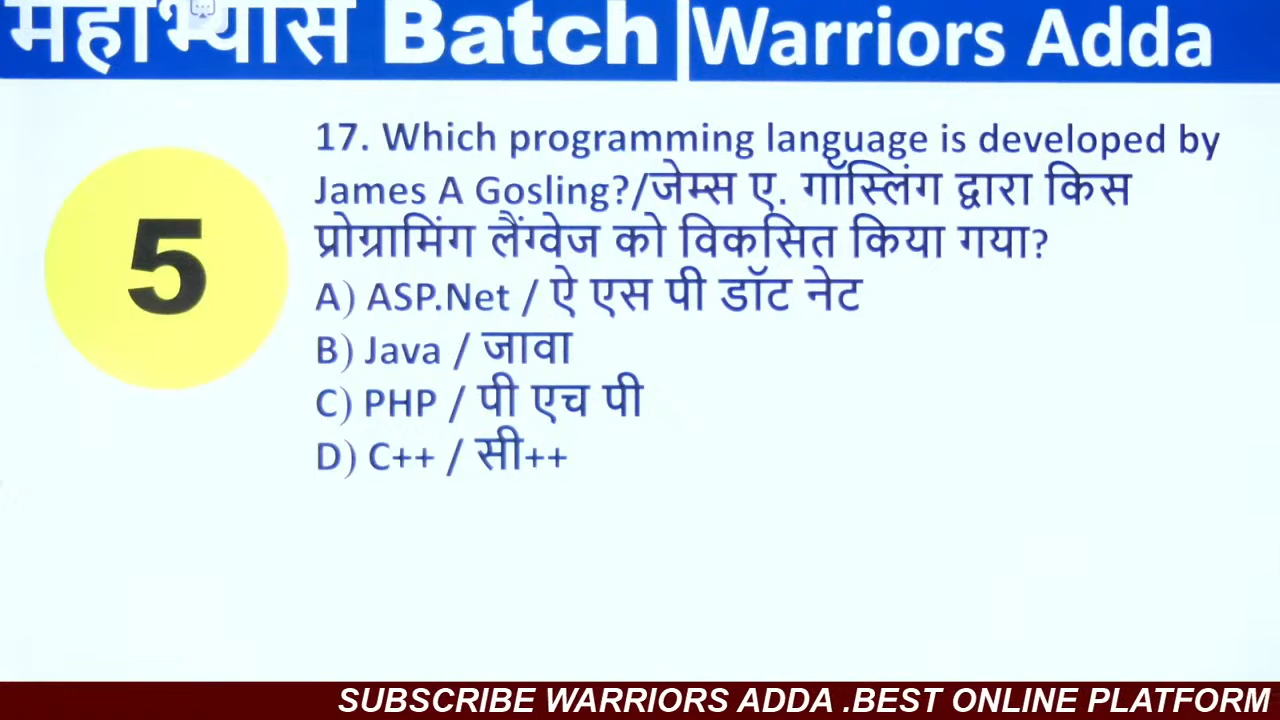 महाभ्यास Batch Warriors Adda
5
17. Which programming language is developed by
James A Gosling?/जेम्स ए. गॉस्लिंग द्वारा किस
प्रोग्रामिंग लैंग्वेज को विकसित किया गया?
A) ASP.Net / ऐ एस पी डॉट नेट
B) Java / जावा
C) PHP / पी एच पी
D) C++ / सी++
SUBSCRIBE WARRIORS ADDA .BEST ONLINE PLATFORM